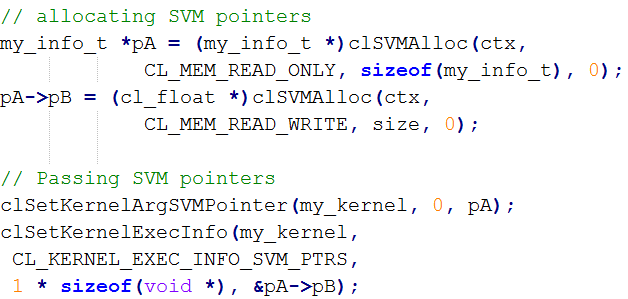 // allocating SVM pointers
my_info_t *pA = (my_info_t *)clSVMAlloc(ctx,
CL_MEM_READ_ONLY, sizeof(my_info_t), 0);
pA->pB = (cl_float *)clSVMAlloc(ctx,
CL_MEM_READ_WRITE, size, 0);
// Passing SVM pointers
clSetKernelArgSVMPointer(my_kernel, 0, pA);
clSetKernelExecInfo(my_kernel,
CL_KERNEL_EXEC_INFO_SVM_PTRS,
1 * sizeof(void *), &pA->pB);